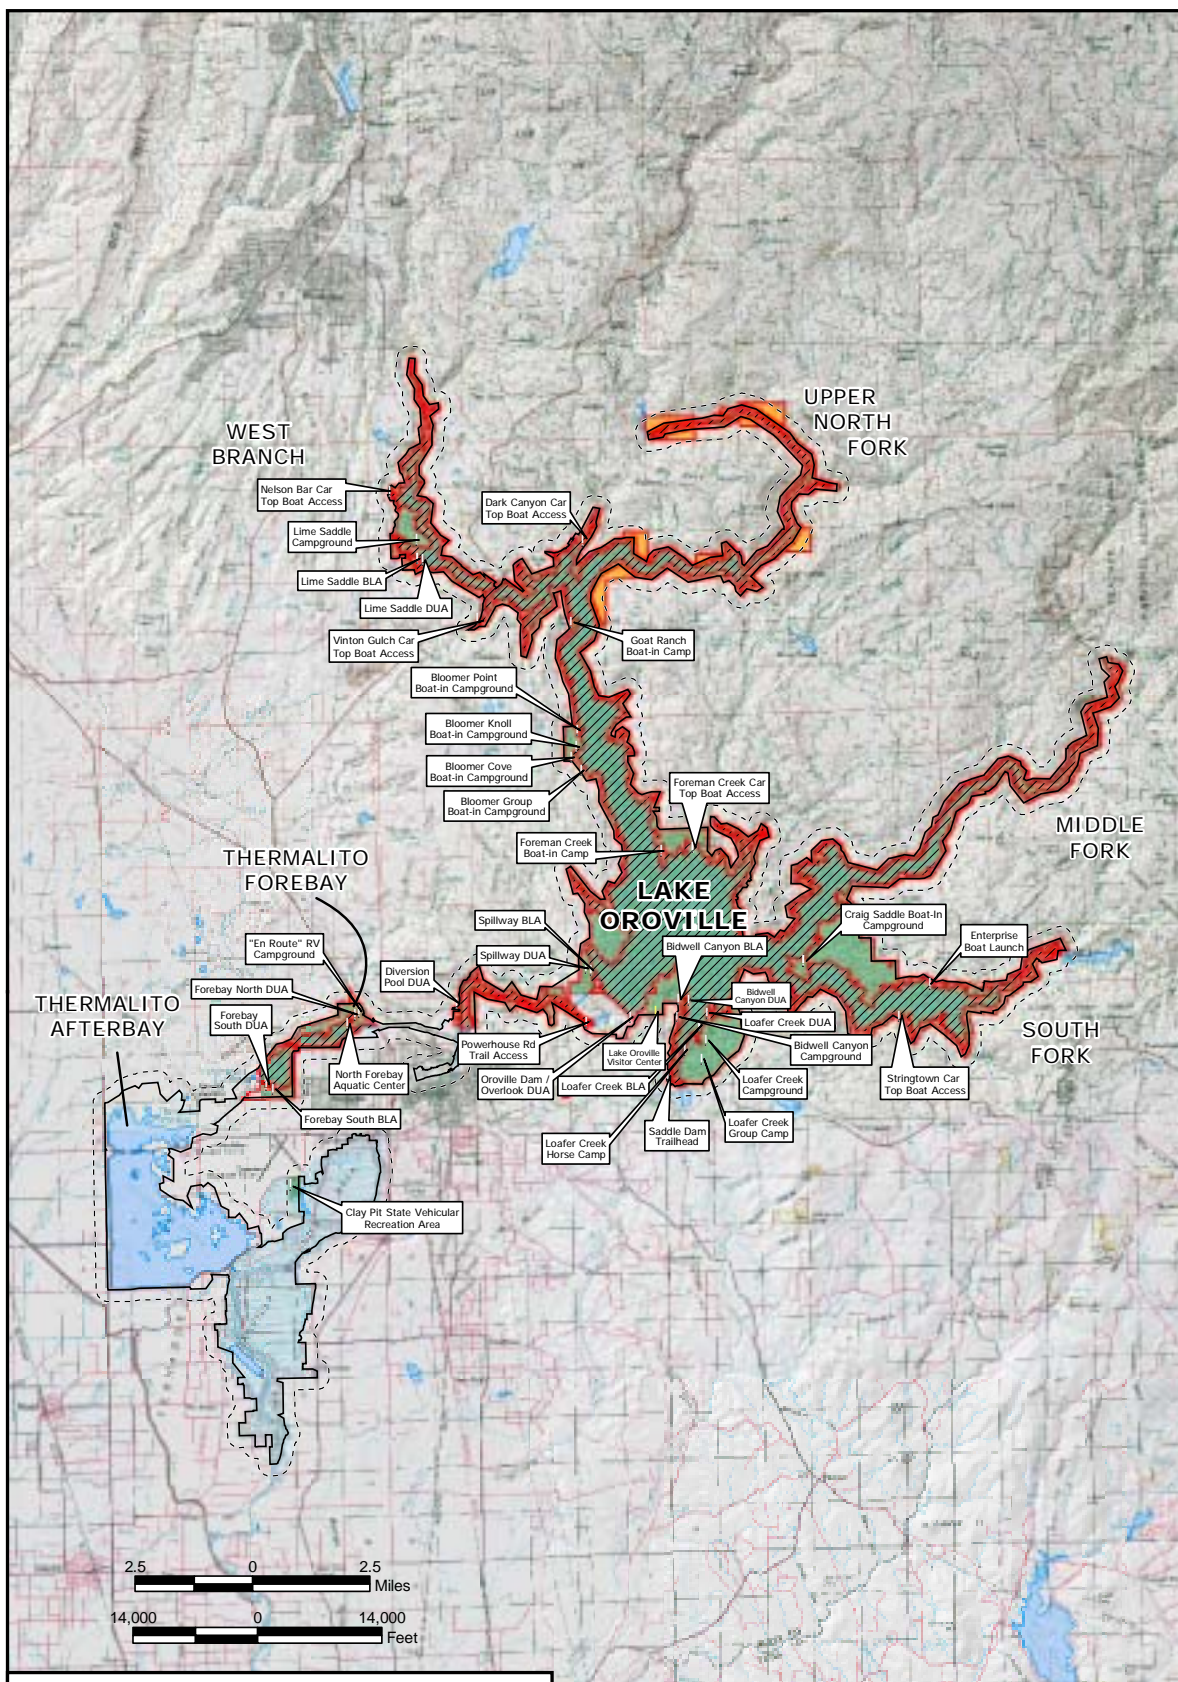 UPPER
NORTH
FORK
WEST
BRANCH
Nelson Bar Car
Top Boat Access
Dark Canyon Car
Top Boat Access
Lime Saddle
Campground
Lime Saddle BLA
Lime Saddle DUA
Vinton Gulch Car
Top Boat Access
Goat Ranch
Boat-in Camp
Bloomer Point
Boat-in Campground
Bloomer Knoll
Boat-in Campground
Bloomer Cove
Boat-in Campground
Bloomer Group
Boat-in Campground
Foreman Creek Car
Top Boat Access
Foreman Creek
Boat-in Camp
MIDDLE
FORK
THERMALITO
FOREBAY
LAKE
OROVILLE
Craig Saddle Boat-In
Campground
Spillway BLA
Spillway DUA
Bidwell Canyon BLA
Enterprise
Boat Launch
"En Route" RV
Campground
Diversion
Pool DUA
Forebay North DUA
Bidwell
Canyon DUA
THERMALITO
AFTERBAY
Forebay
South DUA
Loafer Creek DUA
SOUTH
FORK
Powerhouse Rd
Trail Access
Lake Oroville
Visitor Center
Bidwell Canyon
Campground
North Forebay
Aquatic Center
Oroville Dam /
Overlook DUA
Loafer Creek BLA
Loafer Creek
Campground
Stringtown Car
Top Boat Access
Forebay South BLA
Loafer Creek
Horse Camp
Saddle Dam
Trailhead
Loafer Creek
Group Camp
Clay Pit State Vehicular
Recreation Area
2.5 0 2.5
Miles
14,000 0 14,000
Feet